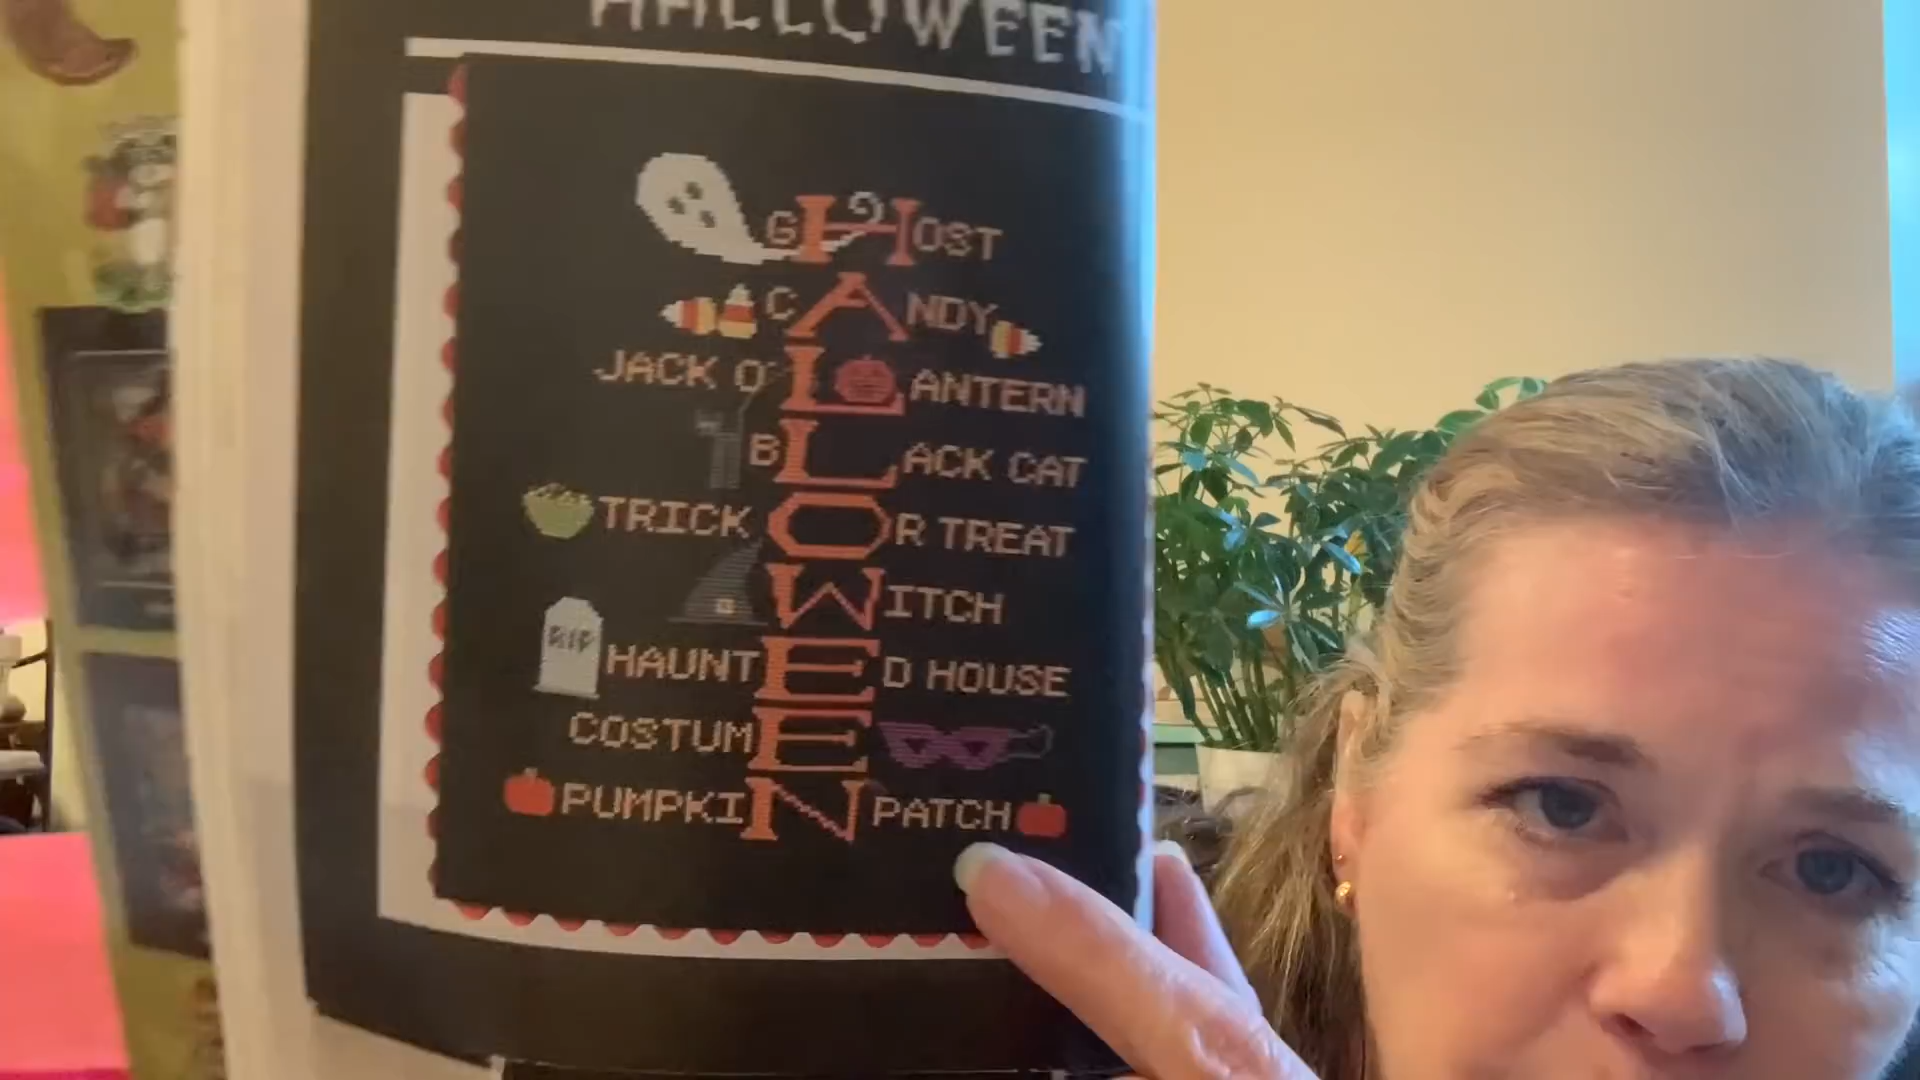 HALLOWEEN
GHOST
CANDY
JACK O'LANTERN
BLACK CAT
TRICK OR TREAT
WITCH
RIP
HAUNTED HOUSE
COSTUME
PUMPKIN PATCH